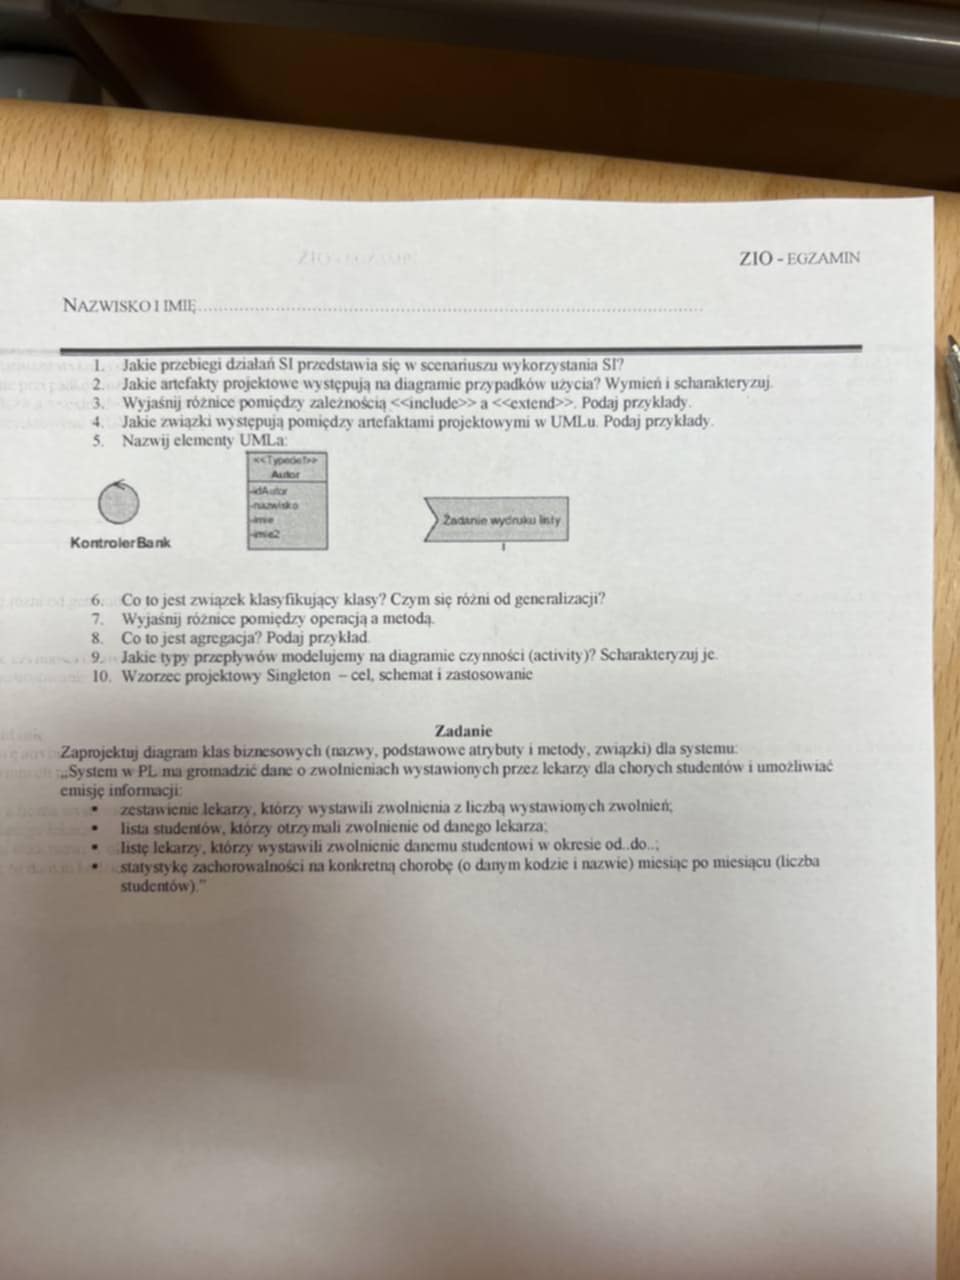 ZIO - EGZAMIN
NAZWISKO I IMIĘ
1. Jakie przebiegi działań SI przedstawia się w scenariuszu wykorzystania SI?
2. Jakie artefakty projektowe występują na diagramie przypadków użycia? Wymień i scharakteryzuj.
3. Wyjaśnij różnice pomiędzy zależnością <<include>> a <<extend>>. Podaj przykłady.
4. Jakie związki występują pomiędzy artefaktami projektowymi w UMLu. Podaj przykłady.
5. Nazwij elementy UMLa:
<<Typedef>>
Autor
-idAutor
-nazwisko
-imie
-imie2
Żądanie wydruku listy
KontrolerBank
6. Co to jest związek klasyfikujący klasy? Czym się różni od generalizacji?
7. Wyjaśnij różnice pomiędzy operacją a metodą.
8. Co to jest agregacja? Podaj przykład.
9. Jakie typy przepływów modelujemy na diagramie czynności (activity)? Scharakteryzuj je.
10. Wzorzec projektowy Singleton – cel, schemat i zastosowanie
Zadanie
Zaprojektuj diagram klas biznesowych (nazwy, podstawowe atrybuty i metody, związki) dla systemu:
„System w PL ma gromadzić dane o zwolnieniach wystawionych przez lekarzy dla chorych studentów i umożliwiać
emisję informacji:
▪ zestawienie lekarzy, którzy wystawili zwolnienia z liczbą wystawionych zwolnień;
▪ lista studentów, którzy otrzymali zwolnienie od danego lekarza;
▪ listę lekarzy, którzy wystawili zwolnienie danemu studentowi w okresie od..do..;
▪ statystykę zachorowalności na konkretną chorobę (o danym kodzie i nazwie) miesiąc po miesiącu (liczba
studentów)."